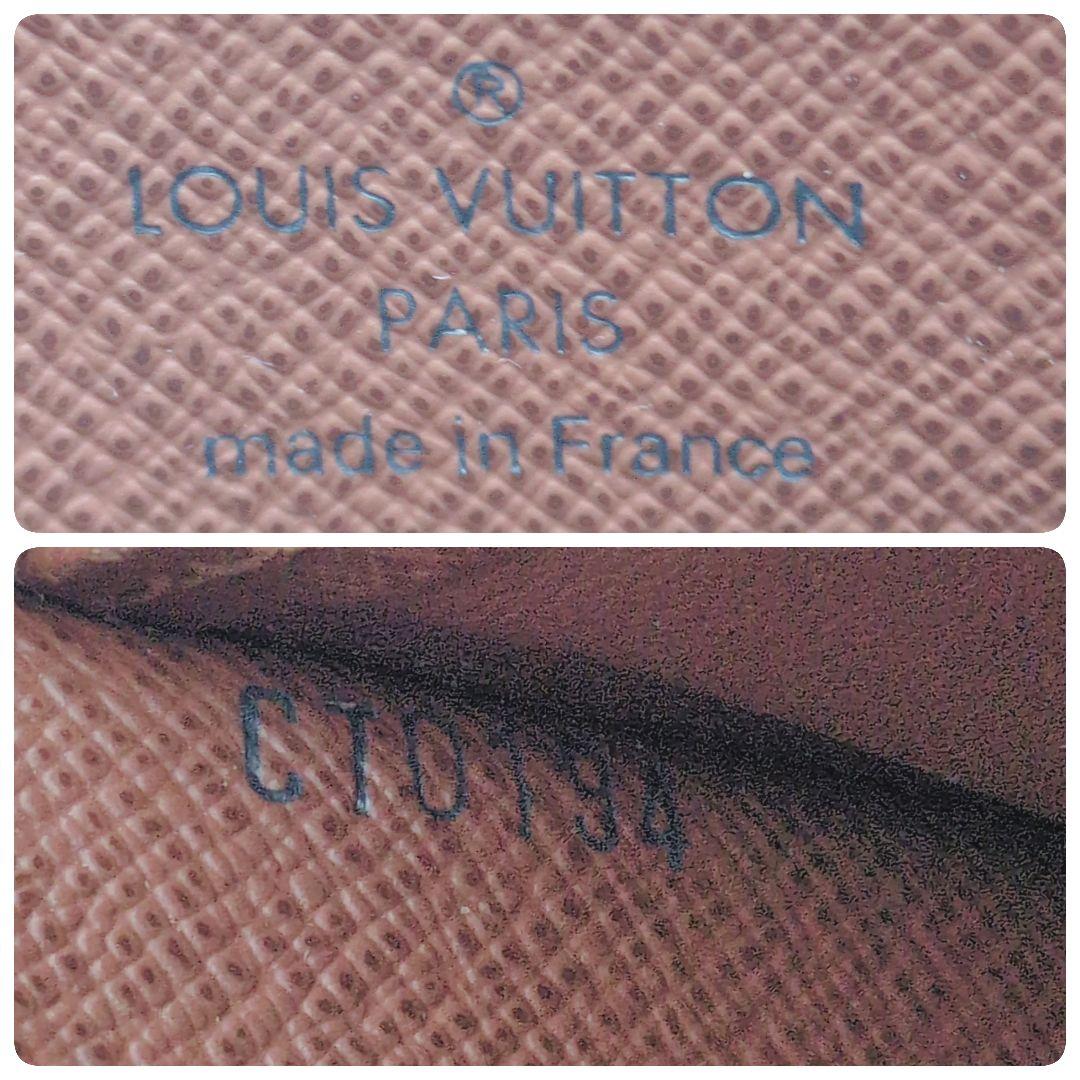 ®
LOUIS VUITTON
PARIS
made in France
CT0194